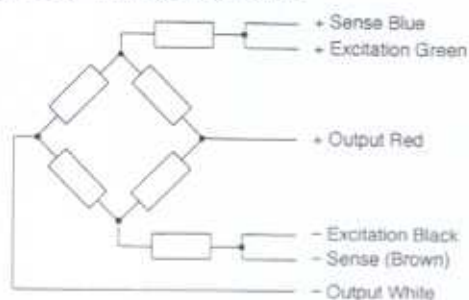 + Sense Blue
+ Excitation Green
+ Output Red
− Excitation Black
− Sense (Brown)
− Output White